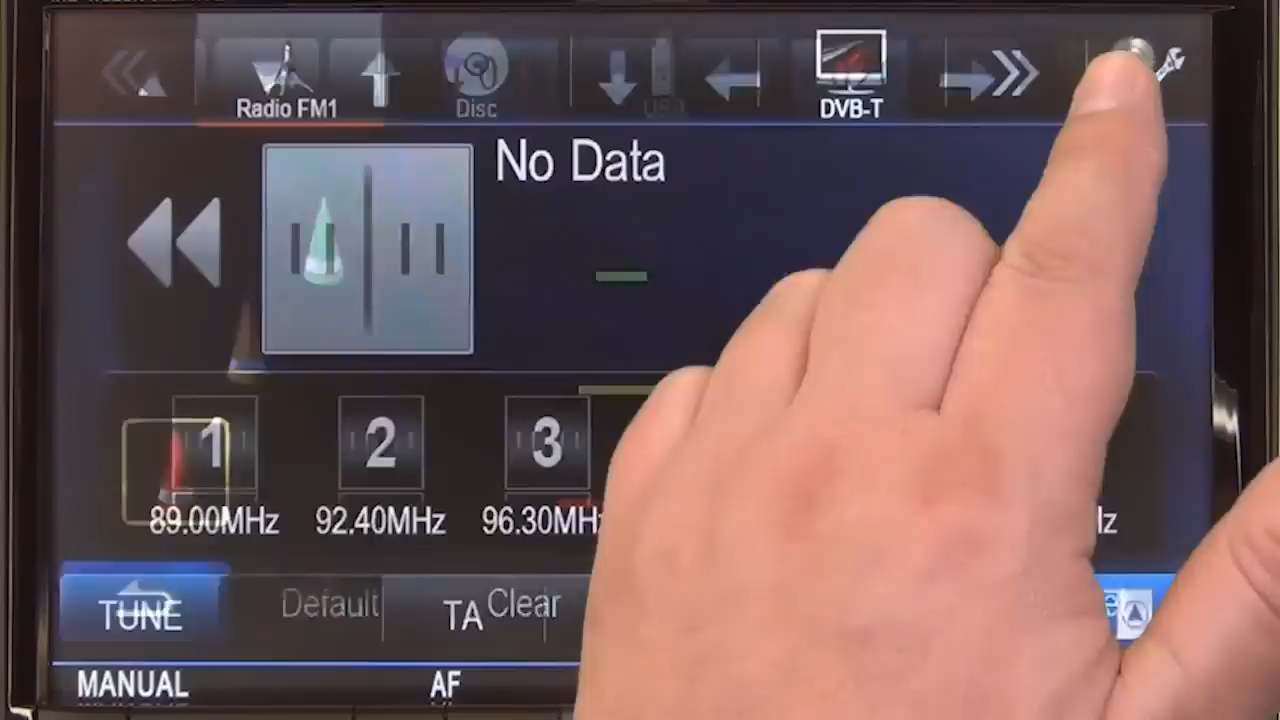 Radio FM1
Disc
DVB-T
No Data
1
2
3
89.00MHz
92.40MHz
96.30MHz
TUNE
Default
TA
Clear
MANUAL
AF